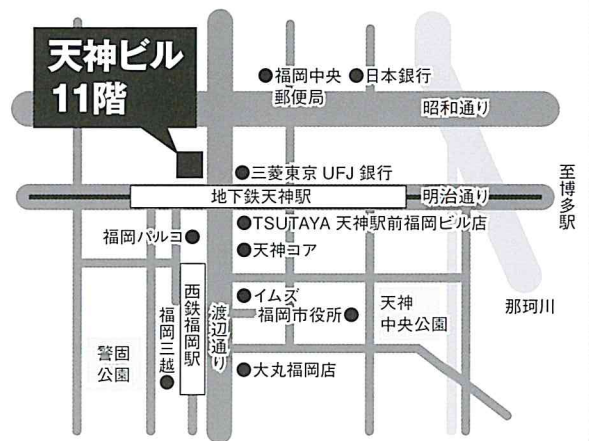 天神ビル
11階
福岡中央
郵便局
日本銀行
昭和通り
三菱東京 UFJ 銀行
地下鉄天神駅
明治通り
至博多駅
TSUTAYA 天神駅前福岡ビル店
福岡パルコ
天神コア
イムズ
福岡市役所
天神
中央公園
那珂川
西鉄福岡駅
渡辺通り
福岡三越
警固
公園
大丸福岡店